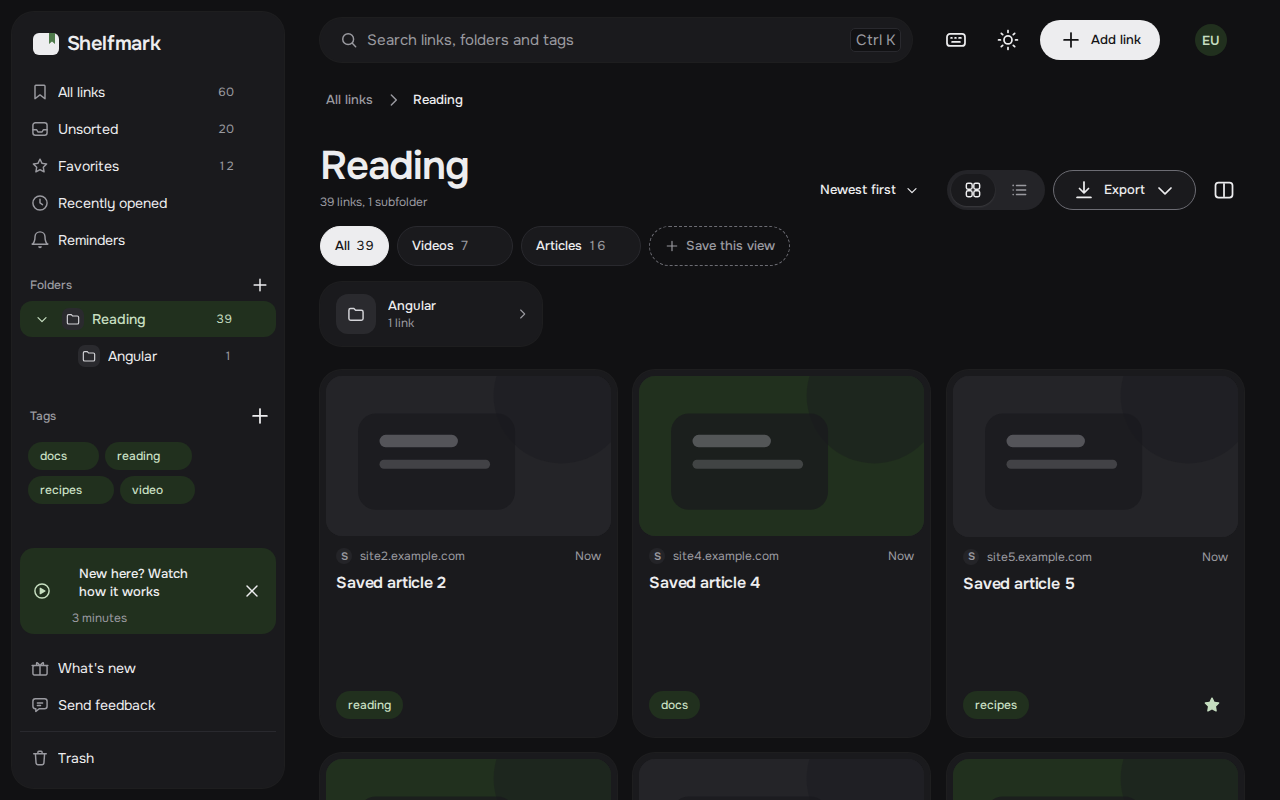 Shelfmark
All links 60
Unsorted 20
Favorites 12
Recently opened
Reminders
Folders
Reading 39
Angular 1
Tags
docs reading
recipes video
New here? Watch
how it works
3 minutes
What's new
Send feedback
Trash
Search links, folders and tags Ctrl K
Add link
EU
All links Reading
Reading
39 links, 1 subfolder
Newest first
Export
All 39 Videos 7 Articles 16 Save this view
Angular
1 link
S site2.example.com Now
Saved article 2
reading
S site4.example.com Now
Saved article 4
docs
S site5.example.com Now
Saved article 5
recipes